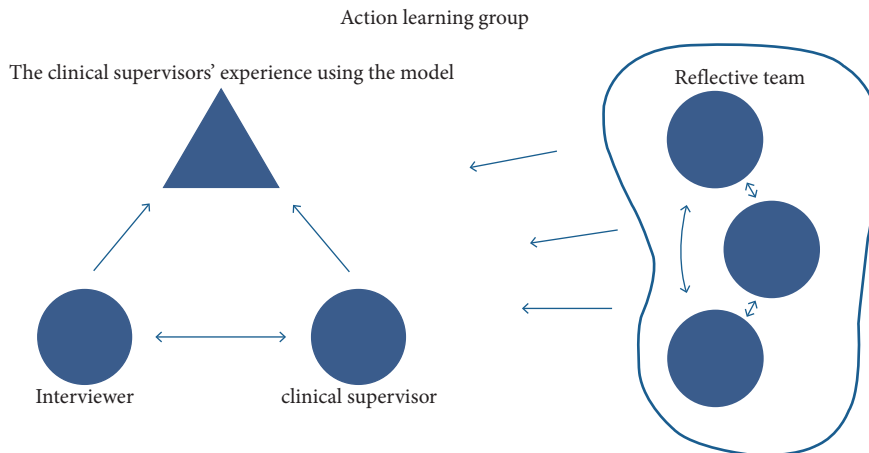 Action learning group
The clinical supervisors’ experience using the model
Reflective team
Interviewer
clinical supervisor